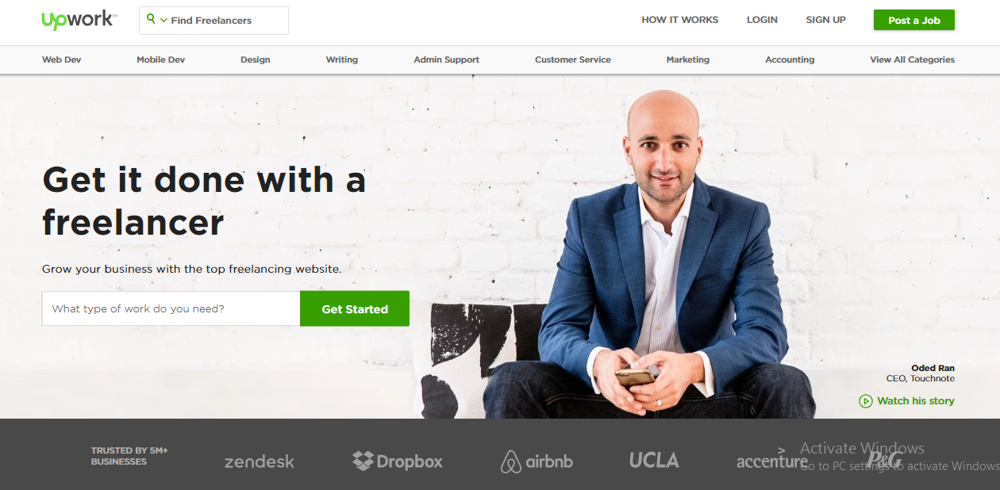 Upwork™
Find Freelancers
HOW IT WORKS
LOGIN
SIGN UP
Post a Job
Web Dev
Mobile Dev
Design
Writing
Admin Support
Customer Service
Marketing
Accounting
View All Categories
Get it done with a
freelancer
Grow your business with the top freelancing website.
What type of work do you need?
Get Started
Oded Ran
CEO, Touchnote
Watch his story
TRUSTED BY 5M+
BUSINESSES
zendesk
Dropbox
airbnb
UCLA
accenture
P&G
Activate Windows
Go to PC settings to activate Windows